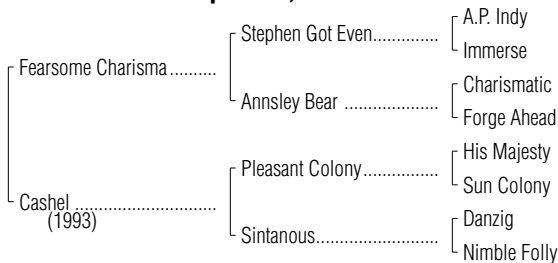 A.P. Indy
Stephen Got Even...............
Immerse
Fearsome Charisma ..........
Charismatic
Annsley Bear ......................
Forge Ahead
His Majesty
Pleasant Colony..................
Sun Colony
Cashel .................................
(1993)
Danzig
Sintanous............................
Nimble Folly